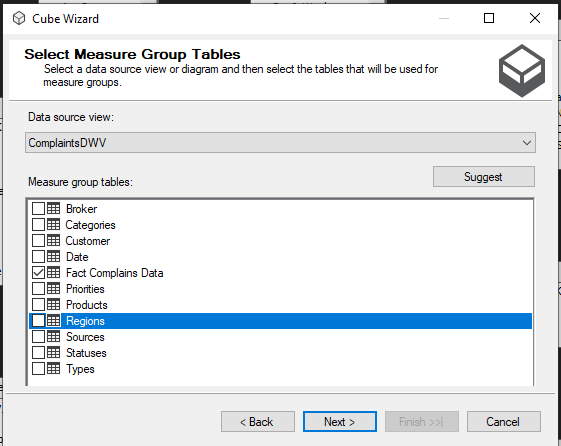 Cube Wizard
Select Measure Group Tables
Select a data source view or diagram and then select the tables that will be used for
measure groups.
Data source view:
ComplaintsDWV
Measure group tables:
Suggest
Broker
Categories
Customer
Date
Fact Complains Data
Priorities
Products
Regions
Sources
Statuses
Types
< Back
Next >
Finish >>|
Cancel